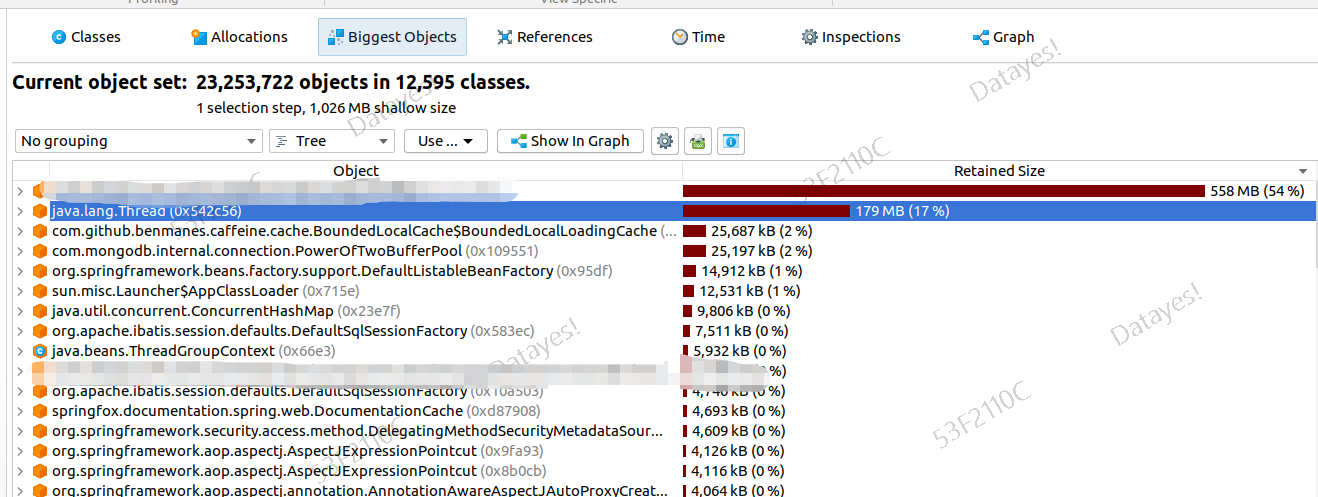 Profiling View Specific
Classes Allocations Biggest Objects References Time Inspections Graph
Current object set: 23,253,722 objects in 12,595 classes.
1 selection step, 1,026 MB shallow size
No grouping Tree Use ... Show In Graph
Object Retained Size
558 MB (54 %)
java.lang.Thread (0x542c56) 179 MB (17 %)
com.github.benmanes.caffeine.cache.BoundedLocalCache$BoundedLocalLoadingCache (... 25,687 kB (2 %)
com.mongodb.internal.connection.PowerOfTwoBufferPool (0x109551) 25,197 kB (2 %)
org.springframework.beans.factory.support.DefaultListableBeanFactory (0x95df) 14,912 kB (1 %)
sun.misc.Launcher$AppClassLoader (0x715e) 12,531 kB (1 %)
java.util.concurrent.ConcurrentHashMap (0x23e7f) 9,806 kB (0 %)
org.apache.ibatis.session.defaults.DefaultSqlSessionFactory (0x583ec) 7,511 kB (0 %)
java.beans.ThreadGroupContext (0x66e3) 5,932 kB (0 %)
%)
org.apache.ibatis.session.defaults.DefaultSqlSessionFactory (0x10a503) 4,740 kB (0 %)
springfox.documentation.spring.web.DocumentationCache (0xd87908) 4,693 kB (0 %)
org.springframework.security.access.method.DelegatingMethodSecurityMetadataSour... 4,609 kB (0 %)
org.springframework.aop.aspectj.AspectJExpressionPointcut (0x9fa93) 4,126 kB (0 %)
org.springframework.aop.aspectj.AspectJExpressionPointcut (0x8b0cb) 4,116 kB (0 %)
org.springframework.aop.aspectj.annotation.AnnotationAwareAspectJAutoProxyCreat... 4,064 kB (0 %)
Datayes!
Datayes!
53F2110C
Datayes!
Datayes!
53F2110C
53F2110C